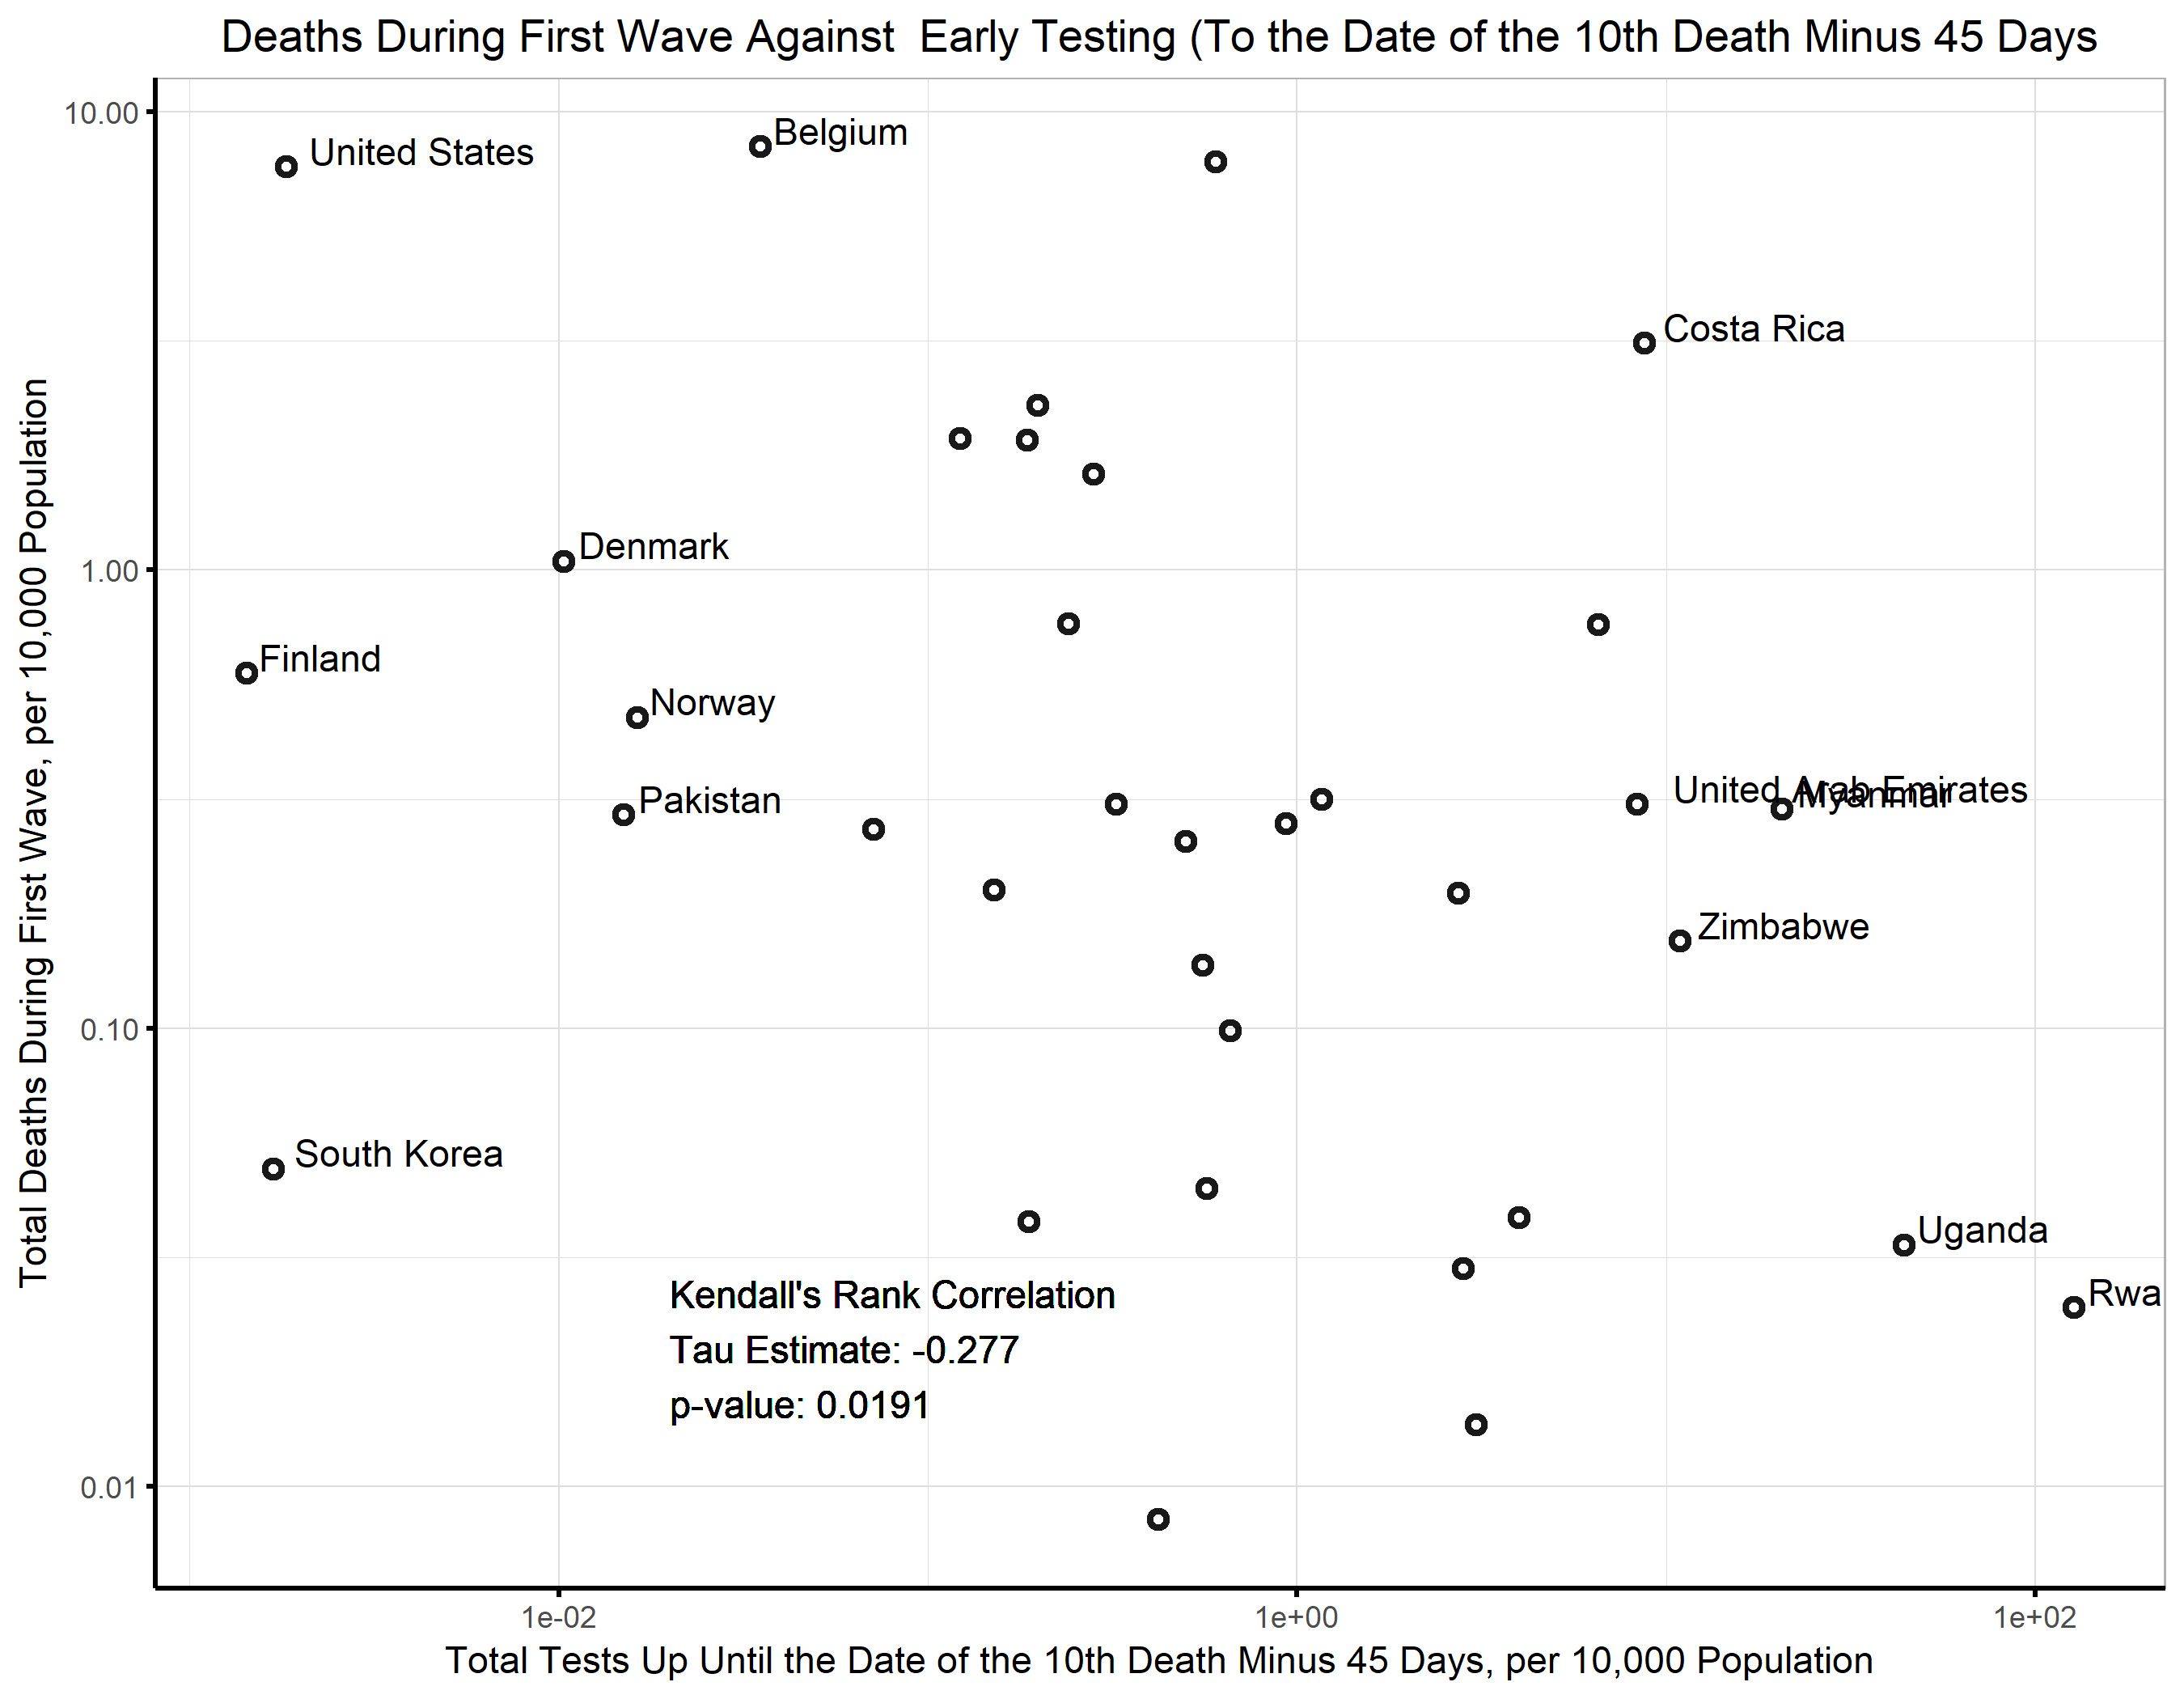 Deaths During First Wave Against  Early Testing (To the Date of the 10th Death Minus 45 Days
Total Deaths During First Wave, per 10,000 Population
10.00
1.00
0.10
0.01
United States
Belgium
Costa Rica
Denmark
Finland
Norway
Pakistan
United Arab Emirates
Myanmar
Zimbabwe
South Korea
Uganda
Rwa
Kendall's Rank Correlation
Tau Estimate: -0.277
p-value: 0.0191
1e-02
1e+00
1e+02
Total Tests Up Until the Date of the 10th Death Minus 45 Days, per 10,000 Population